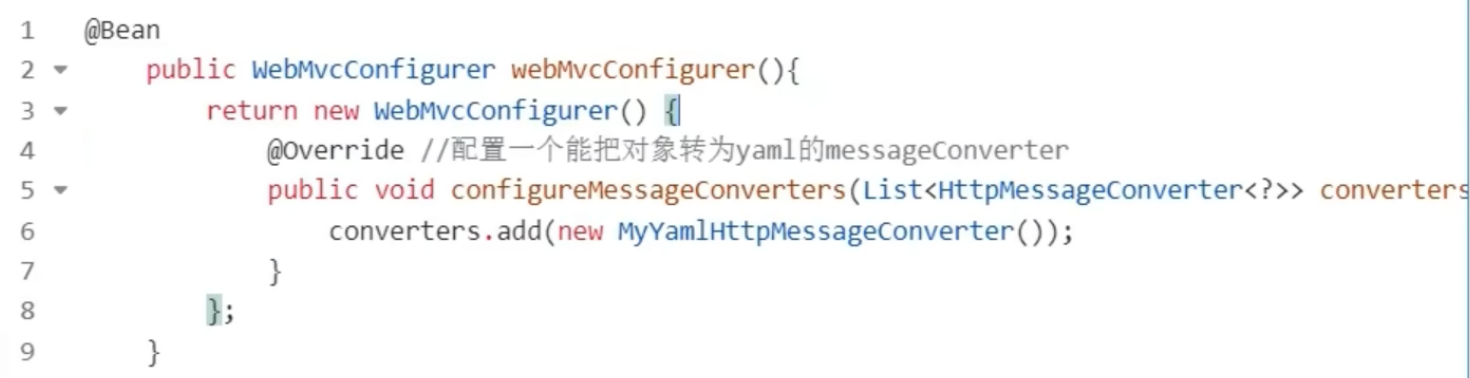 1 @Bean
2 public WebMvcConfigurer webMvcConfigurer(){
3 return new WebMvcConfigurer() {
4 @Override //配置一个能把对象转为yaml的messageConverter
5 public void configureMessageConverters(List<HttpMessageConverter<?>> converters
6 converters.add(new MyYamlHttpMessageConverter());
7 }
8 };
9 }